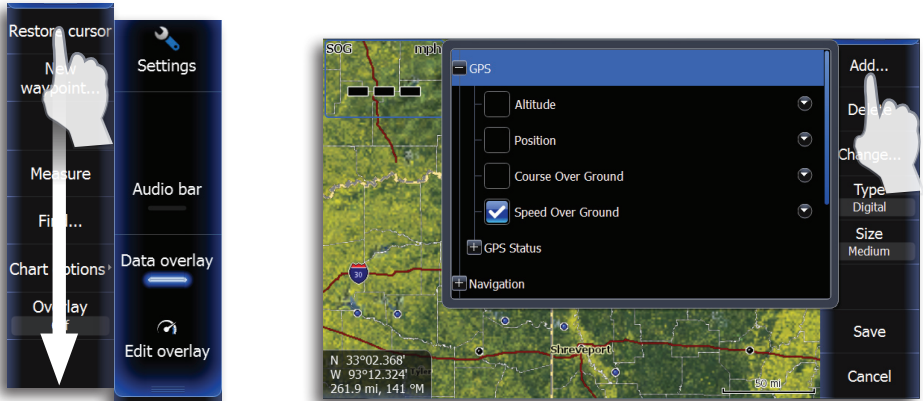 Restore cursor
New
waypoint...
Measure
Find...
Chart options
Overlay
Off
Settings
Audio bar
Data overlay
Edit overlay
SOG mph
GPS
Altitude
Position
Course Over Ground
Speed Over Ground
GPS Status
Navigation
30
Shreveport
N 33°02.368'
W 93°12.324'
261.9 mi, 141 °M
50 mi
Add...
Delete
Change...
Type
Digital
Size
Medium
Save
Cancel